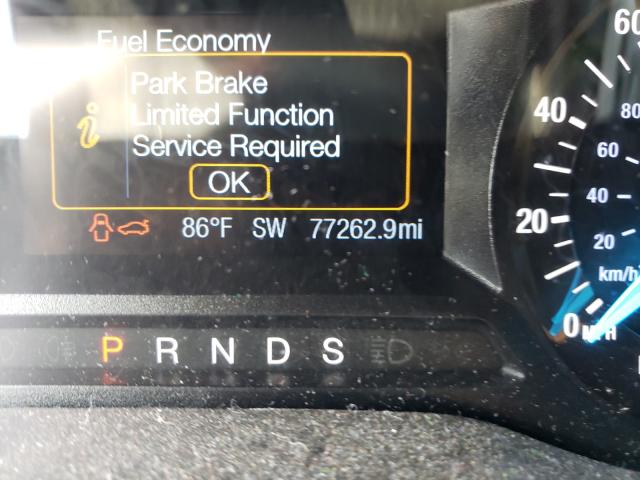 Fuel Economy
Park Brake
Limited Function
Service Required
OK
86°F SW 77262.9mi
P R N D S
60
40
20
0 MPH
80
60
40
20
km/h